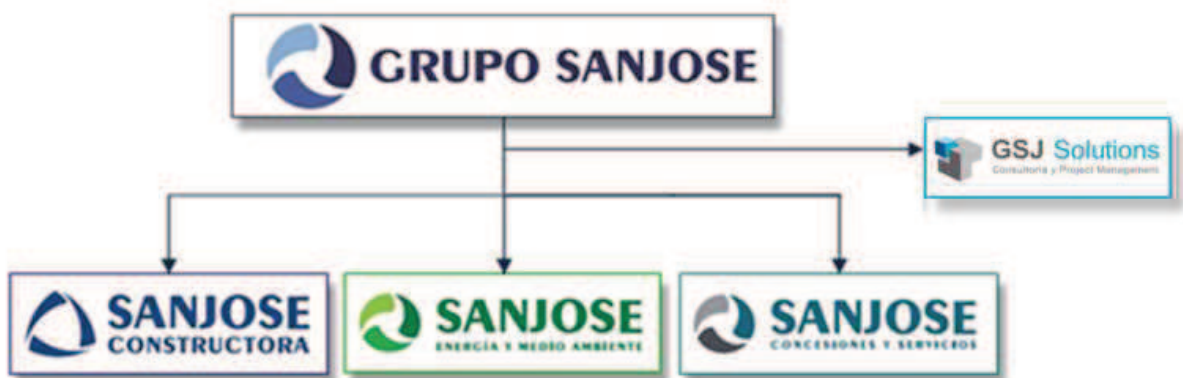 GRUPO SANJOSE
GSJ Solutions
Consultoría y Project Management
SANJOSE
CONSTRUCTORA
SANJOSE
ENERGÍA Y MEDIO AMBIENTE
SANJOSE
CONCESIONES Y SERVICIOS